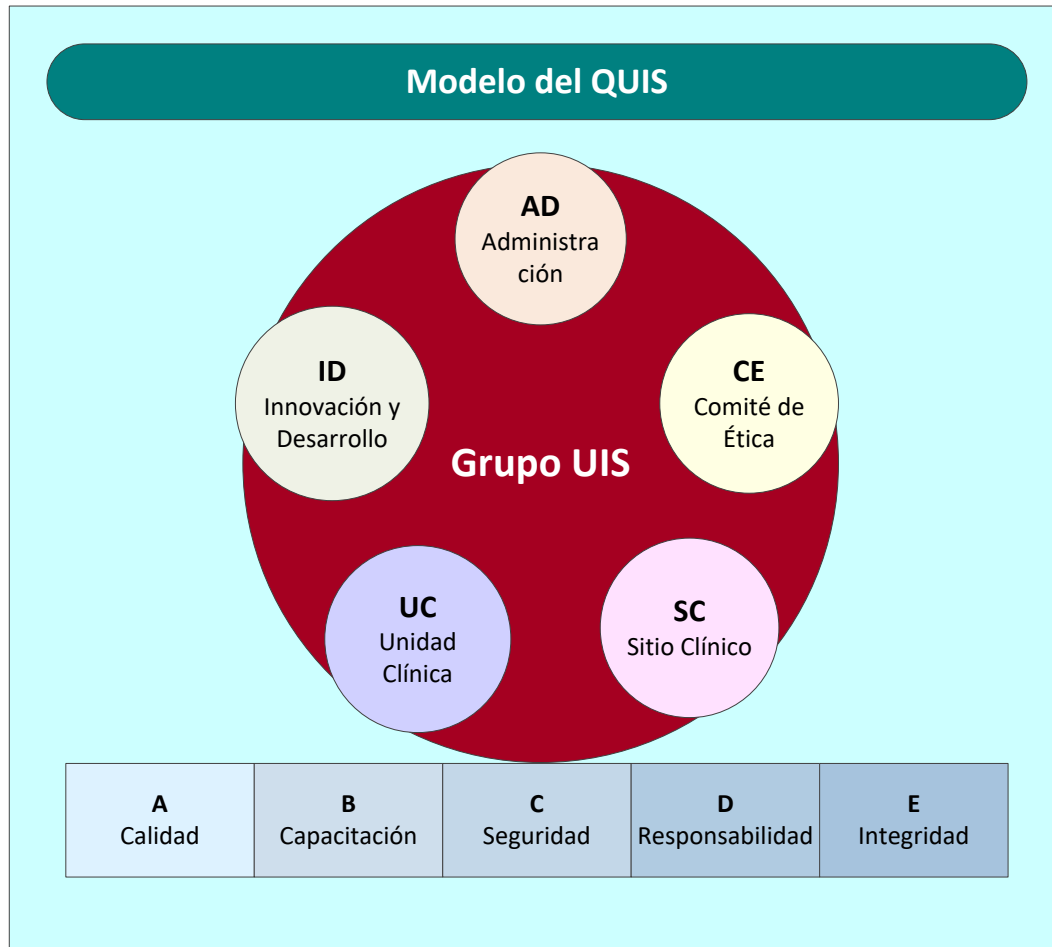 Modelo del QUIS
AD
Administra
ción
ID
Innovación y
Desarrollo
CE
Comité de
Ética
Grupo UIS
UC
Unidad
Clínica
SC
Sitio Clínico
A
Calidad
B
Capacitación
C
Seguridad
D
Responsabilidad
E
Integridad